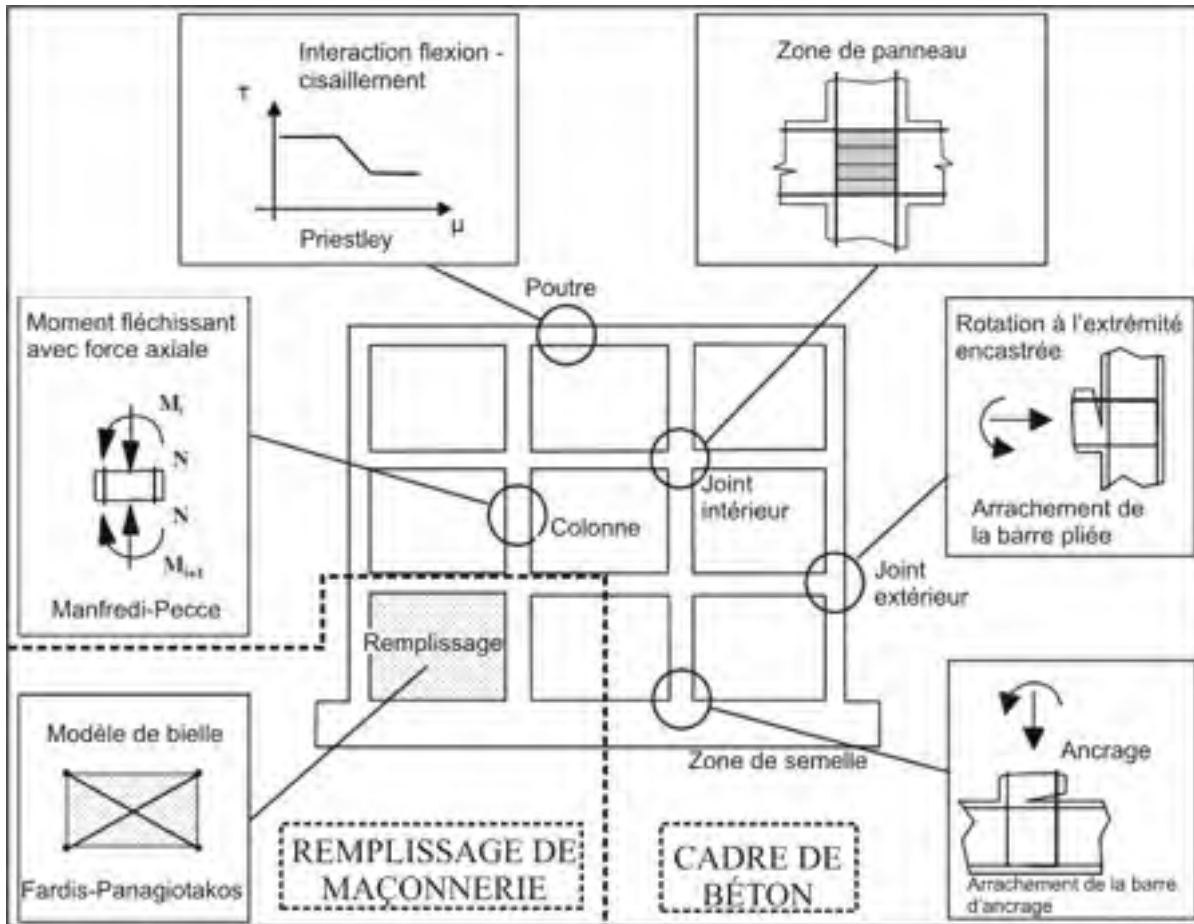 Interaction flexion -
cisaillement
τ
μ
Priestley
Zone de panneau
Moment fléchissant
avec force axiale
Mᵢ
N
N
Mᵢ₊₁
Manfredi-Pecce
Poutre
Joint
intérieur
Colonne
Rotation à l'extrémité
encastrée
Arrachement de
la barre pliée
Joint
extérieur
Remplissage
Modèle de bielle
Fardis-Panagiotakos
Zone de semelle
Ancrage
Arrachement de la barre
d'ancrage
REMPLISSAGE DE
MAÇONNERIE
CADRE DE
BÉTON